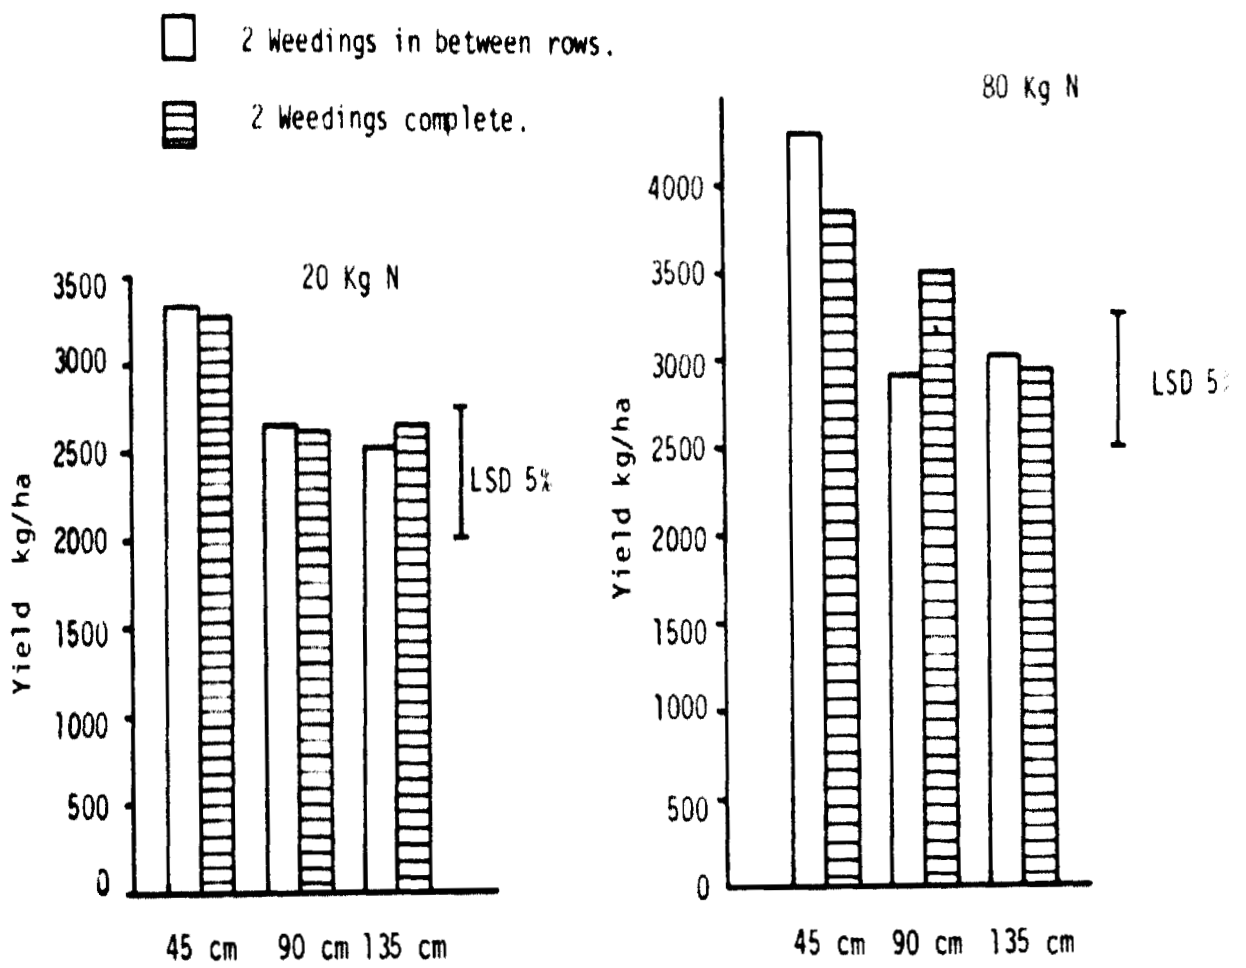 2 Weedings in between rows.
2 Weedings complete.
20 Kg N
3500
3000
2500
2000
1500
1000
500
0
Yield kg/ha
LSD 5%
45 cm 90 cm 135 cm
80 Kg N
4000
3500
3000
2500
2000
1500
1000
500
0
Yield kg/ha
LSD 5%
45 cm 90 cm 135 cm